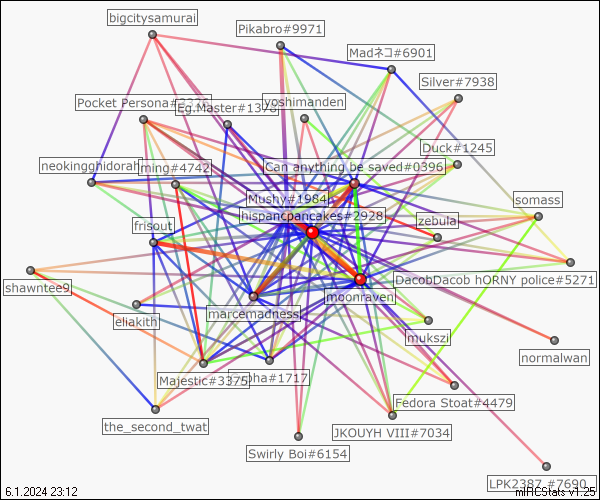 bigcitysamurai
Pikabro#9971
Madネコ#6901
Silver#7938
Pocket Persona#
Eg.Master#1378
yoshimanden
Duck#1245
neokingghidorah
ming#4742
Can anything be saved#0396
Mushy#1984
somass
hispancpancakes#2928
zebula
frisout
DacobDacob hORNY police#5271
shawntee9
moonraven
eliakith
marcemadness
mukszi
normalwan
Majestic#3375
pha#1717
Fedora Stoat#4479
the_second_twat
JKOUYH VIII#7034
Swirly Boi#6154
LPK2387 #7690
6.1.2024 23:12
mIRCStats v1.25